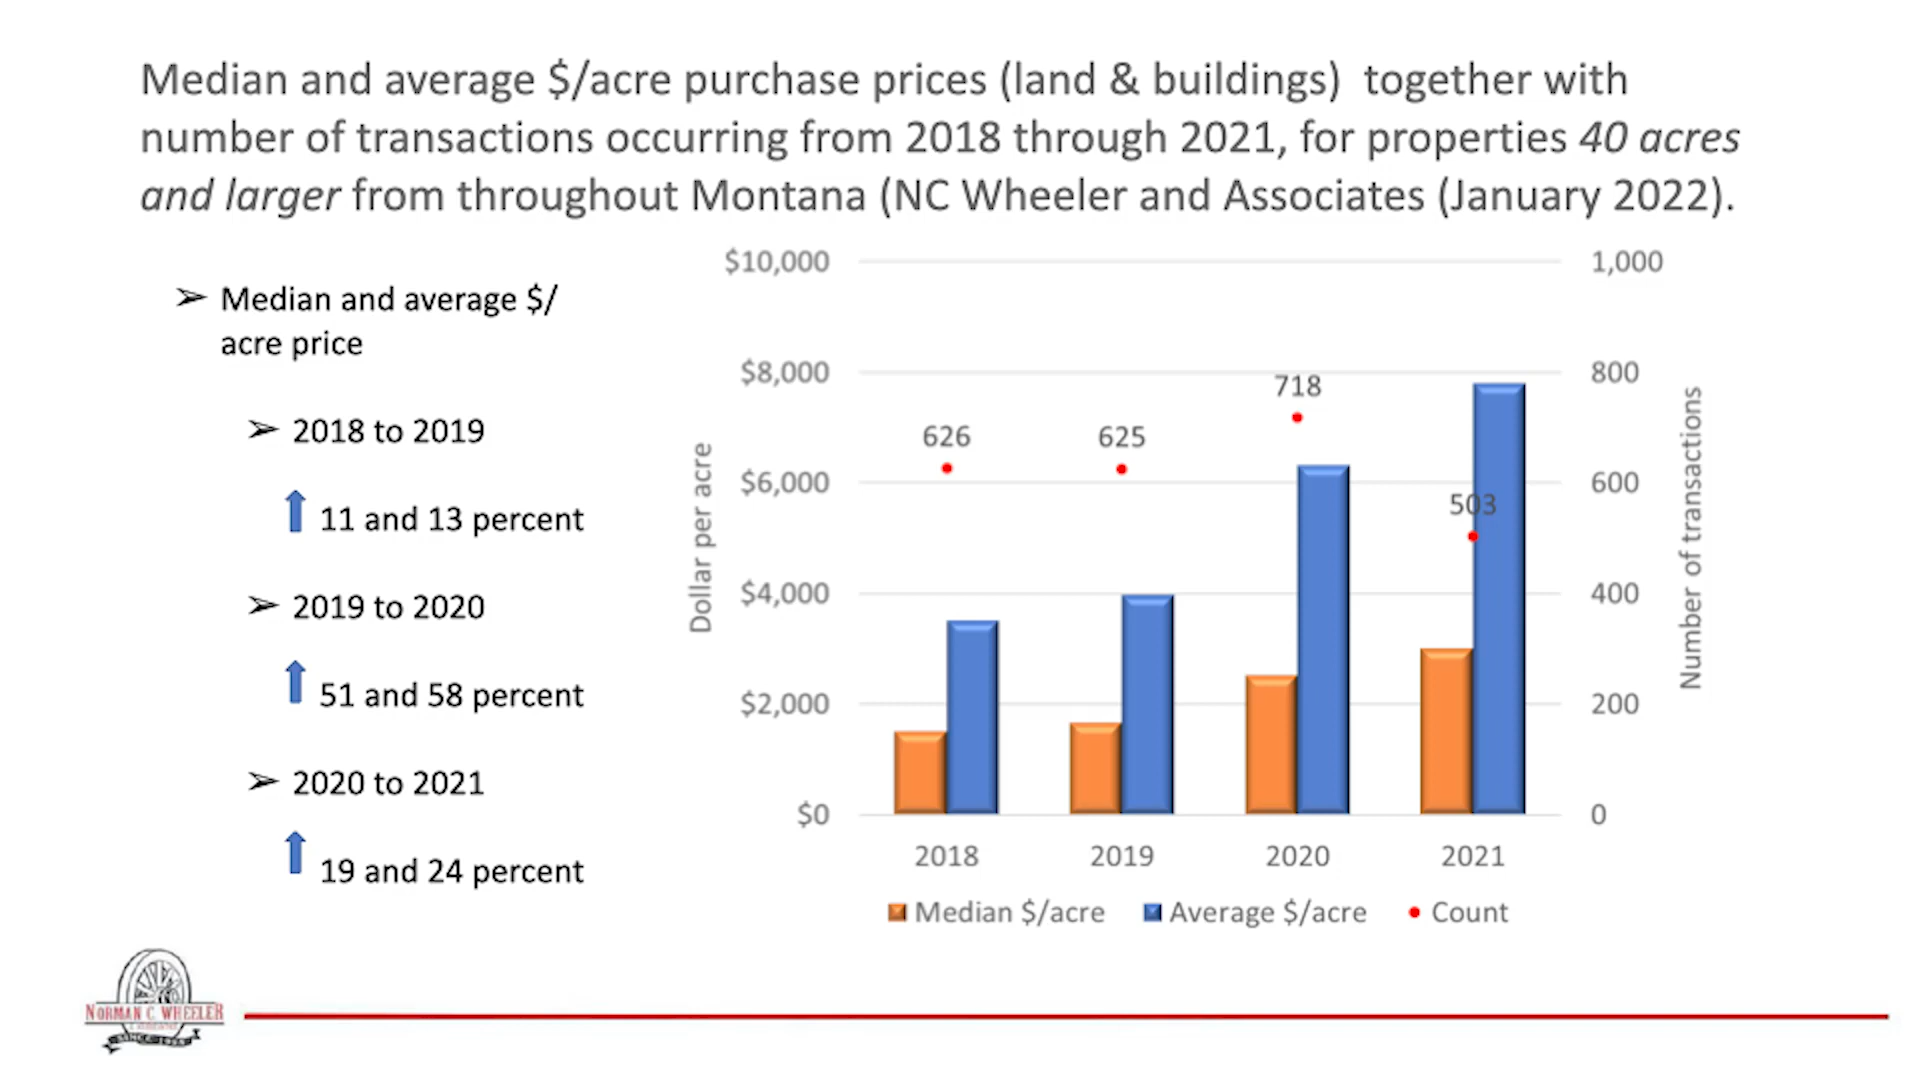 Median and average $/acre purchase prices (land & buildings) together with
number of transactions occurring from 2018 through 2021, for properties 40 acres
and larger from throughout Montana (NC Wheeler and Associates (January 2022).
➢ Median and average $/
acre price
➢ 2018 to 2019
11 and 13 percent
➢ 2019 to 2020
51 and 58 percent
➢ 2020 to 2021
19 and 24 percent
$10,000
$8,000
$6,000
$4,000
$2,000
$0
Dollar per acre
626
625
718
503
1,000
800
600
400
200
0
Number of transactions
2018 2019 2020 2021
Median $/acre Average $/acre Count
NORMAN C. WHEELER